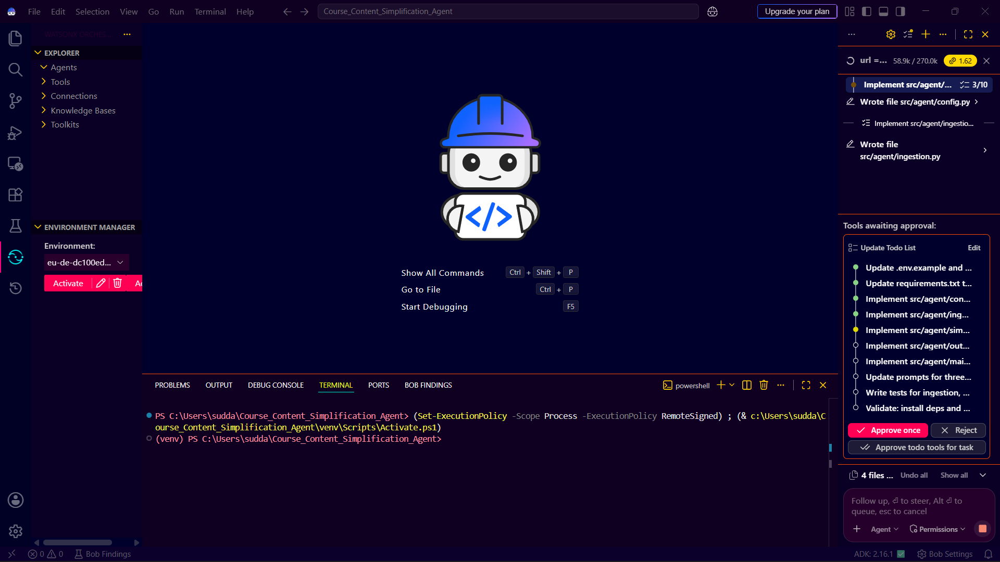 File Edit Selection View Go Run Terminal Help
Course_Content_Simplification_Agent
Upgrade your plan
WATSONX ORCHES...
EXPLORER
Agents
Tools
Connections
Knowledge Bases
Toolkits
ENVIRONMENT MANAGER
Environment:
eu-de-dc100ed...
Activate
Ac
</>
Show All Commands Ctrl + Shift + P
Go to File Ctrl + P
Start Debugging F5
PROBLEMS OUTPUT DEBUG CONSOLE TERMINAL PORTS BOB FINDINGS
powershell
PS C:\Users\sudda\Course_Content_Simplification_Agent> (Set-ExecutionPolicy -Scope Process -ExecutionPolicy RemoteSigned) ; (& c:\Users\sudda\C
ourse_Content_Simplification_Agent\venv\Scripts\Activate.ps1)
(venv) PS C:\Users\sudda\Course_Content_Simplification_Agent>
url =... 58.9k / 270.0k 1.62
Implement src/agent/... 3/10
Wrote file src/agent/config.py
Implement src/agent/ingestio...
Wrote file
src/agent/ingestion.py
Tools awaiting approval:
Update Todo List Edit
Update .env.example and ...
Update requirements.txt t...
Implement src/agent/con...
Implement src/agent/ing...
Implement src/agent/sim...
Implement src/agent/out...
Implement src/agent/mai...
Update prompts for three...
Write tests for ingestion, ...
Validate: install deps and ...
Approve once Reject
Approve todo tools for task
4 files ... Undo all Show all
Follow up, ⏎ to steer, Alt ⏎ to
queue, esc to cancel
Agent Permissions
0 0 Bob Findings
ADK: 2.16.1 Bob Settings